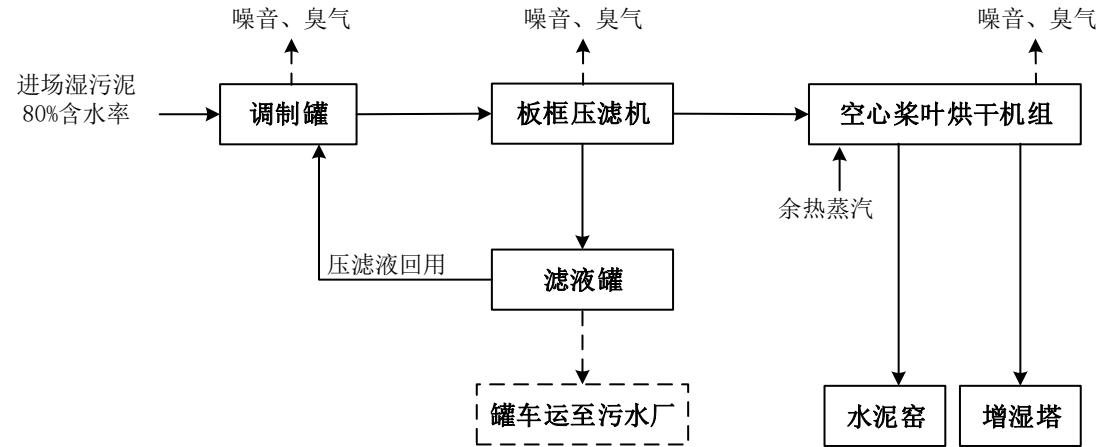 噪音、臭气
噪音、臭气
噪音、臭气
进场湿污泥
80%含水率
调制罐
板框压滤机
空心桨叶烘干机组
余热蒸汽
压滤液回用
滤液罐
罐车运至污水厂
水泥窑
增湿塔